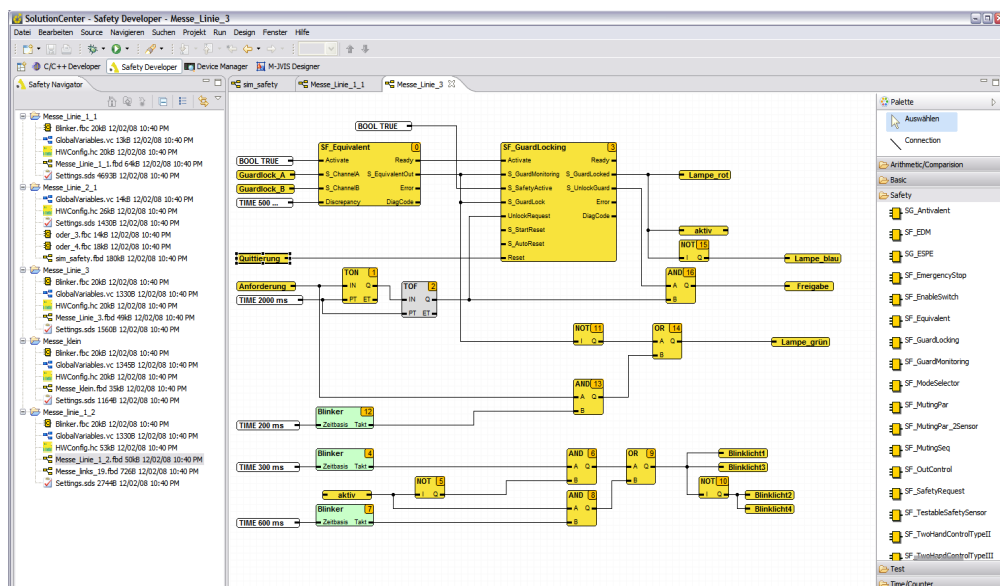 SolutionCenter - Safety Developer - Messe_Linie_3
Datei Bearbeiten Source Navigieren Suchen Projekt Run Design Fenster Hilfe
C/C++ Developer Safety Developer Device Manager M-JVIS Designer
Safety Navigator
Messe_Linie_1_1
Blinker.fbc 20kB 12/02/08 10:40 PM
GlobalVariables.vc 13kB 12/02/08 10:40 PM
HWConfig.hc 20kB 12/02/08 10:40 PM
Messe_Linie_1_1.fbd 64kB 12/02/08 10:40 PM
Settings.sds 4693B 12/02/08 10:40 PM
Messe_Linie_2_1
GlobalVariables.vc 14kB 12/02/08 10:40 PM
HWConfig.hc 26kB 12/02/08 10:40 PM
Settings.sds 1430B 12/02/08 10:40 PM
oder_3.fbc 14kB 12/02/08 10:40 PM
oder_4.fbc 18kB 12/02/08 10:40 PM
sim_safety.fbd 180kB 12/02/08 10:40 PM
Messe_Linie_3
Blinker.fbc 20kB 12/02/08 10:40 PM
GlobalVariables.vc 1330B 12/02/08 10:40 PM
HWConfig.hc 20kB 12/02/08 10:40 PM
Messe_Linie_3.fbd 49kB 12/02/08 10:40 PM
Settings.sds 1560B 12/02/08 10:40 PM
Messe_klein
Blinker.fbc 20kB 12/02/08 10:40 PM
GlobalVariables.vc 1345B 12/02/08 10:40 PM
HWConfig.hc 20kB 12/02/08 10:40 PM
Messe_klein.fbd 35kB 12/02/08 10:40 PM
Settings.sds 1164B 12/02/08 10:40 PM
Messe_linie_1_2
Blinker.fbc 20kB 12/02/08 10:40 PM
GlobalVariables.vc 1330B 12/02/08 10:40 PM
HWConfig.hc 53kB 12/02/08 10:40 PM
Messe_Linie_1_2.fbd 50kB 12/02/08 10:40 PM
Messe_links_19.fbd 726B 12/02/08 10:40 PM
Settings.sds 2744B 12/02/08 10:40 PM
sim_safety Messe_Linie_1_1 Messe_Linie_3
BOOL TRUE
SF_Equivalent 0
Activate Ready
S_ChannelA S_EquivalentOut
S_ChannelB Error
Discrepancy DiagCode
BOOL TRUE
Guardlock_A
Guardlock_B
TIME 500 ...
SF_GuardLocking 3
Activate Ready
S_GuardMonitoring S_GuardLocked
S_SafetyActive S_UnlockGuard
S_GuardLock Error
UnlockRequest DiagCode
S_StartReset
S_AutoReset
Reset
Lampe_rot
aktiv
NOT 15
I Q
Lampe_blau
Quittierung
Anforderung
TIME 2000 ms
TON 1
IN Q
PT ET
TOF 2
IN Q
PT ET
AND 16
A Q
B
Freigabe
NOT 11
I Q
OR 14
A Q
B
Lampe_grün
AND 13
A Q
B
Blinker 12
Zeitbasis Takt
TIME 200 ms
Blinker 4
Zeitbasis Takt
TIME 300 ms
AND 6
A Q
B
OR 9
A Q
B
Blinklicht1
Blinklicht3
NOT 5
I Q
NOT 10
I Q
Blinklicht2
Blinklicht4
aktiv
AND 8
A Q
B
Blinker 7
Zeitbasis Takt
TIME 600 ms
Palette
Auswählen
Connection
Arithmetic/Comparision
Basic
Safety
SG_Antivalent
SF_EDM
SG_ESPE
SF_EmergencyStop
SF_EnableSwitch
SF_Equivalent
SF_GuardLocking
SF_GuardMonitoring
SF_ModeSelector
SF_MutingPar
SF_MutingPar_2Sensor
SF_MutingSeq
SF_OutControl
SF_SafetyRequest
SF_TestableSafetySensor
SF_TwoHandControlTypeII
SF_TwoHandControlTypeIII
Test
Time/Counter